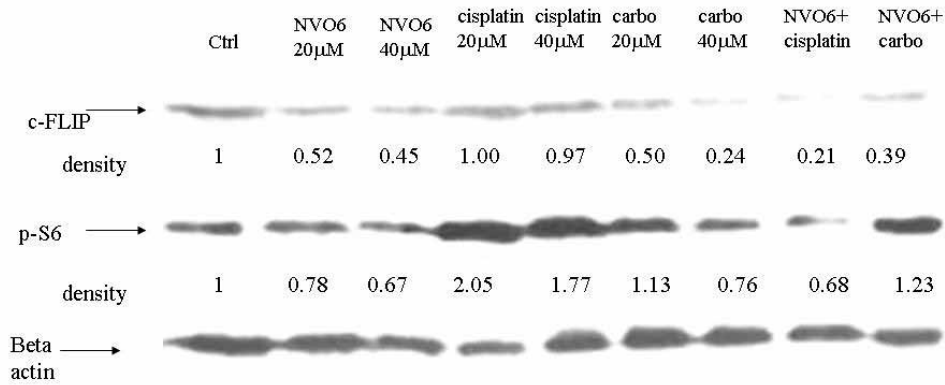 Ctrl NVO6 20µM NVO6 40µM cisplatin 20µM cisplatin 40µM carbo 20µM carbo 40µM NVO6+ cisplatin NVO6+ carbo
c-FLIP
density 1 0.52 0.45 1.00 0.97 0.50 0.24 0.21 0.39
p-S6
density 1 0.78 0.67 2.05 1.77 1.13 0.76 0.68 1.23
Beta
actin